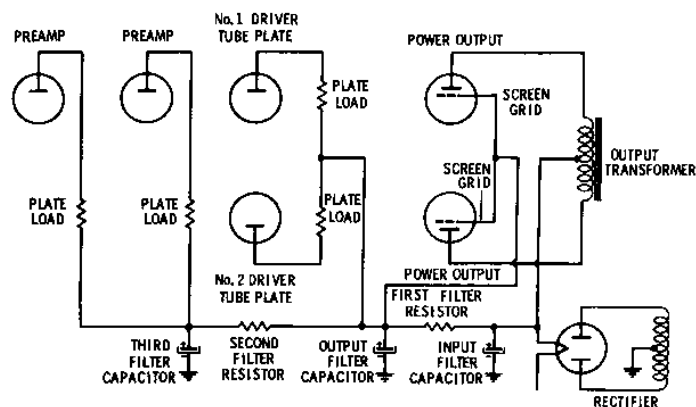 PREAMP
PREAMP
No. 1 DRIVER
TUBE PLATE
POWER OUTPUT
PLATE
LOAD
SCREEN
GRID
OUTPUT
TRANSFORMER
PLATE
LOAD
PLATE
LOAD
PLATE
LOAD
SCREEN
GRID
No. 2 DRIVER
TUBE PLATE
POWER OUTPUT
FIRST FILTER
RESISTOR
THIRD
FILTER
CAPACITOR
SECOND
FILTER
RESISTOR
OUTPUT
FILTER
CAPACITOR
INPUT
FILTER
CAPACITOR
RECTIFIER